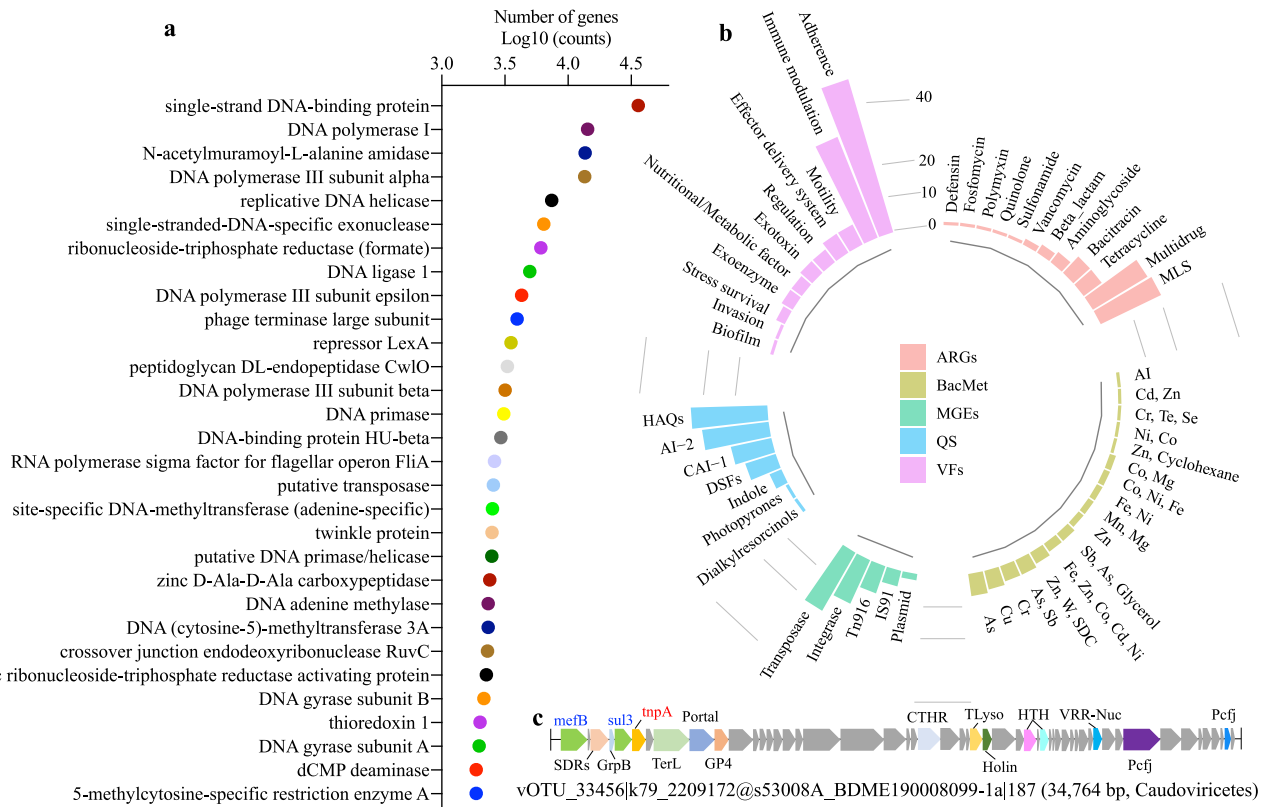 a
Number of genes
Log10 (counts)
3.0 3.5 4.0 4.5
single-strand DNA-binding protein
DNA polymerase I
N-acetylmuramoyl-L-alanine amidase
DNA polymerase III subunit alpha
replicative DNA helicase
single-stranded-DNA-specific exonuclease
ribonucleoside-triphosphate reductase (formate)
DNA ligase 1
DNA polymerase III subunit epsilon
phage terminase large subunit
repressor LexA
peptidoglycan DL-endopeptidase CwlO
DNA polymerase III subunit beta
DNA primase
DNA-binding protein HU-beta
RNA polymerase sigma factor for flagellar operon FliA
putative transposase
site-specific DNA-methyltransferase (adenine-specific)
twinkle protein
putative DNA primase/helicase
zinc D-Ala-D-Ala carboxypeptidase
DNA adenine methylase
DNA (cytosine-5)-methyltransferase 3A
crossover junction endodeoxyribonuclease RuvC
ribonucleoside-triphosphate reductase activating protein
DNA gyrase subunit B
thioredoxin 1
DNA gyrase subunit A
dCMP deaminase
5-methylcytosine-specific restriction enzyme A
b
Adherence
Immune modulation
Motility
Effector delivery system
Regulation
Exotoxin
Nutritional/Metabolic factor
Exoenzyme
Stress survival
Invasion
Biofilm
40
20
10
0
Defensin
Fosfomycin
Polymyxin
Quinolone
Sulfonamide
Vancomycin
Beta_lactam
Aminoglycoside
Bacitracin
Tetracycline
Multidrug
MLS
ARGs
BacMet
MGEs
QS
VFs
AI
Cd, Zn
Cr, Te, Se
Ni, Co
Zn, Cyclohexane
Co, Mg
Co, Ni, Fe
Fe, Ni
Mn, Mg
Zn
Sb, As, Glycerol
Fe, Zn, Co, Cd, Ni
Zn, W, SDC
As, Sb
Cr
Cu
As
HAQs
AI−2
CAI−1
DSFs
Indole
Photopyrones
Dialkylresorcinols
Transposase
Integrase
Tn916
IS91
Plasmid
c
mefB sul3 tnpA Portal CTHR TLyso HTH VRR-Nuc Pcfj
SDRs GrpB TerL GP4 Holin Pcfj
vOTU_33456|k79_2209172@s53008A_BDME190008099-1a|187 (34,764 bp, Caudoviricetes)